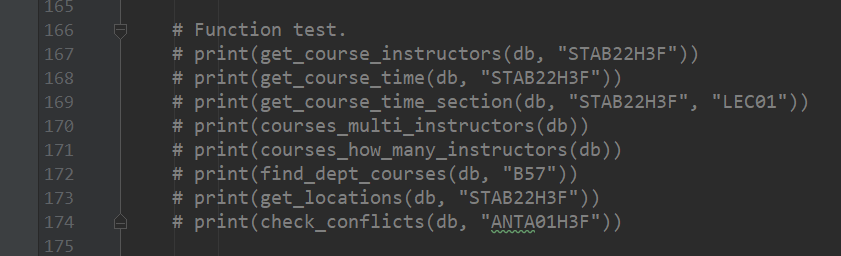 165
166 # Function test.
167 # print(get_course_instructors(db, "STAB22H3F"))
168 # print(get_course_time(db, "STAB22H3F"))
169 # print(get_course_time_section(db, "STAB22H3F", "LEC01"))
170 # print(courses_multi_instructors(db))
171 # print(courses_how_many_instructors(db))
172 # print(find_dept_courses(db, "B57"))
173 # print(get_locations(db, "STAB22H3F"))
174 # print(check_conflicts(db, "ANTA01H3F"))
175